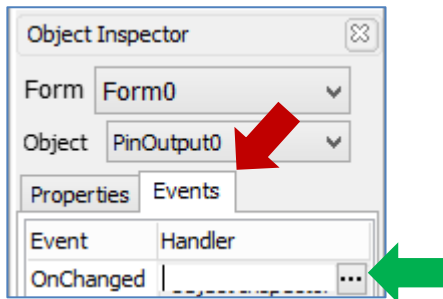 Object Inspector
Form Form0
Object PinOutput0
Properties Events
Event Handler
OnChanged ...